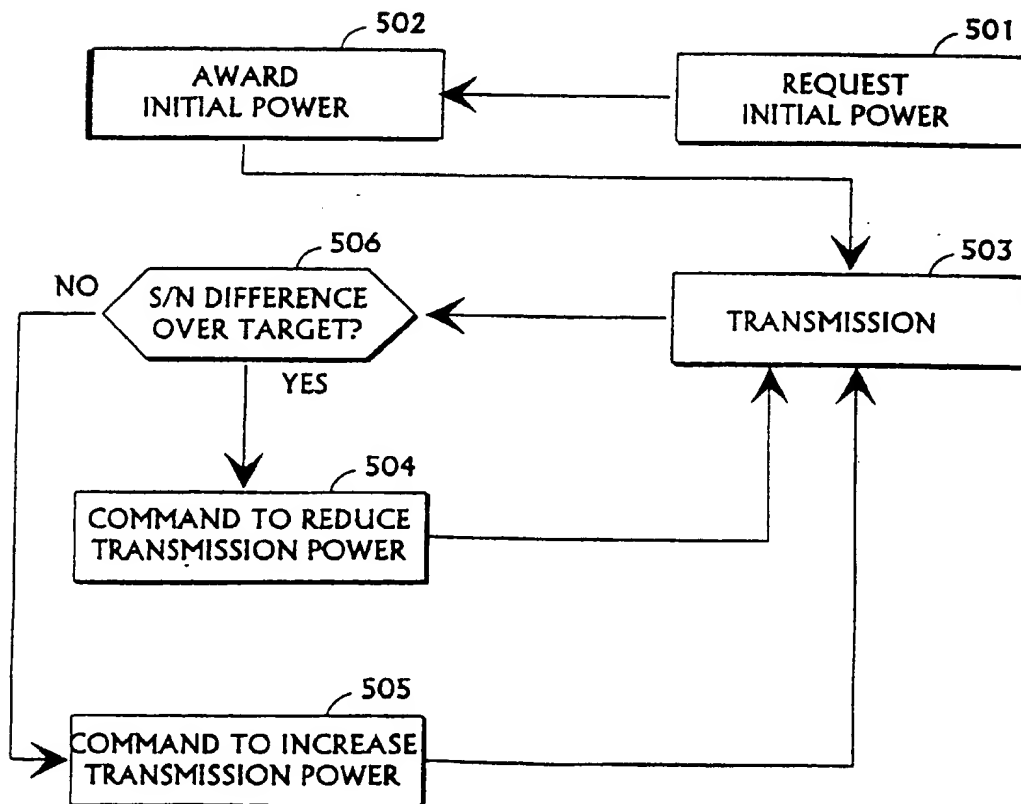 502
AWARD
INITIAL POWER
501
REQUEST
INITIAL POWER
506
NO
S/N DIFFERENCE
OVER TARGET?
YES
503
TRANSMISSION
504
COMMAND TO REDUCE
TRANSMISSION POWER
505
COMMAND TO INCREASE
TRANSMISSION POWER